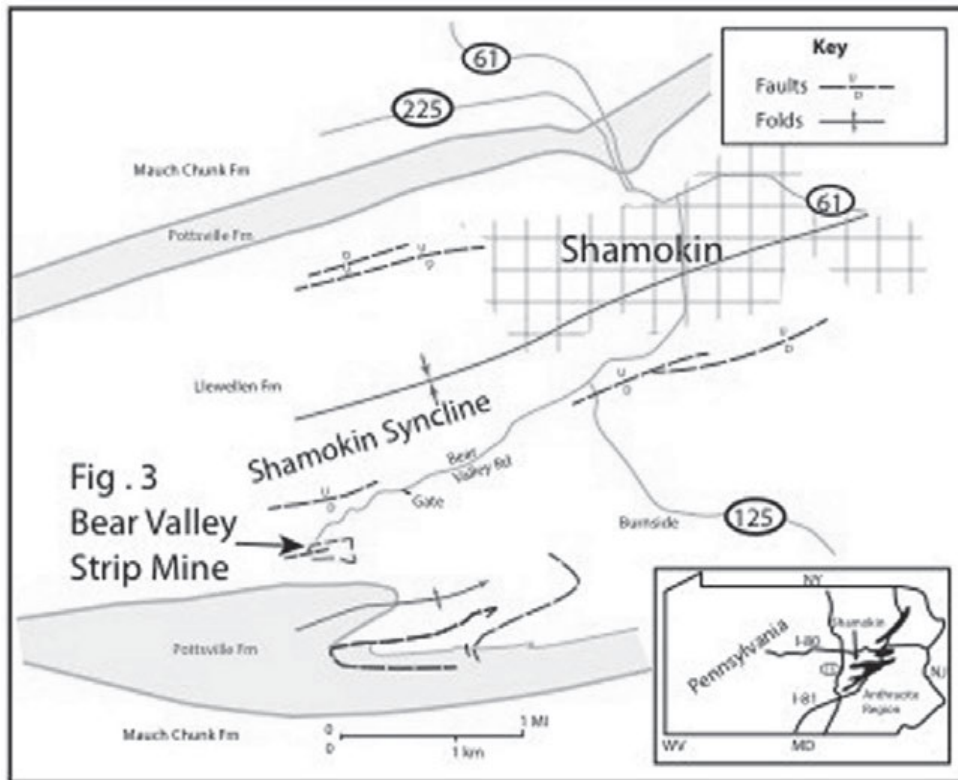 61
Key
Faults
U
D
Folds
225
Mauch Chunk Fm
61
Pottsville Fm
D
U
U
D
Shamokin
Llewellen Fm
U
D
U
D
Shamokin Syncline
Bear
Valley Rd
Fig . 3
Bear Valley
Strip Mine
U
D
Gate
Burnside
125
Pottsville Fm
Mauch Chunk Fm
0
0
1 MI
1 km
NY
Pennsylvania
Shamokin
I-80
NJ
I-81
Anthracite
Region
WV
MD